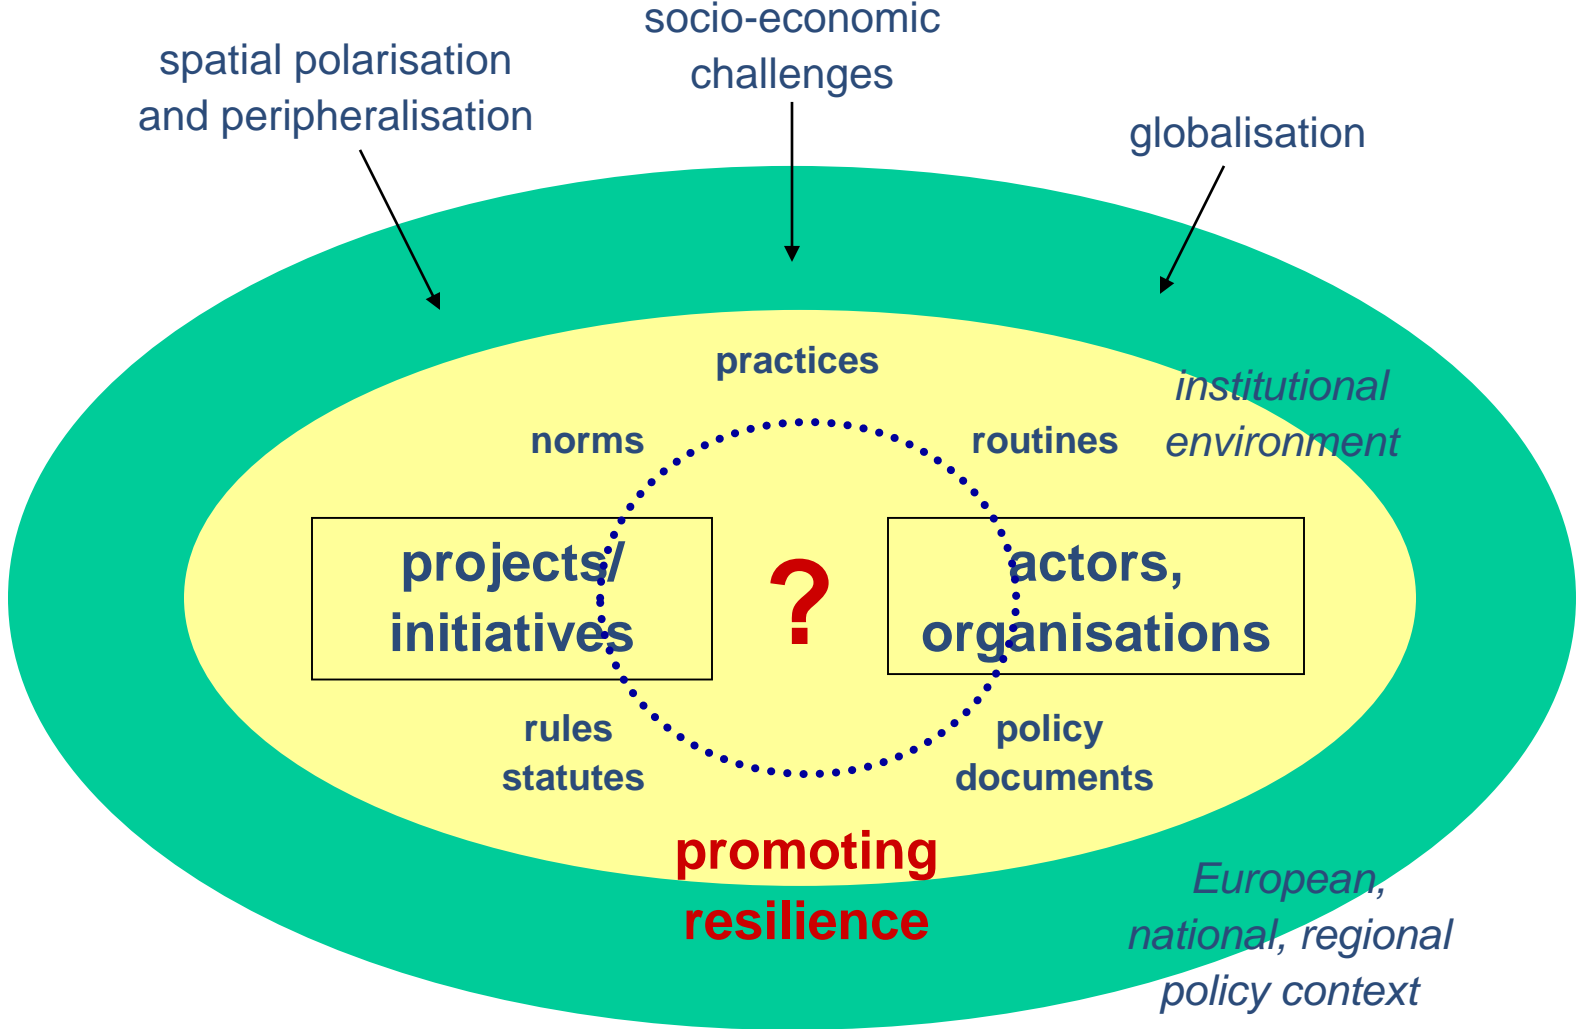 socio-economic
challenges
spatial polarisation
and peripheralisation
globalisation
practices
institutional
environment
norms
routines
projects/
initiatives
?
actors,
organisations
rules
statutes
policy
documents
promoting
resilience
European,
national, regional
policy context